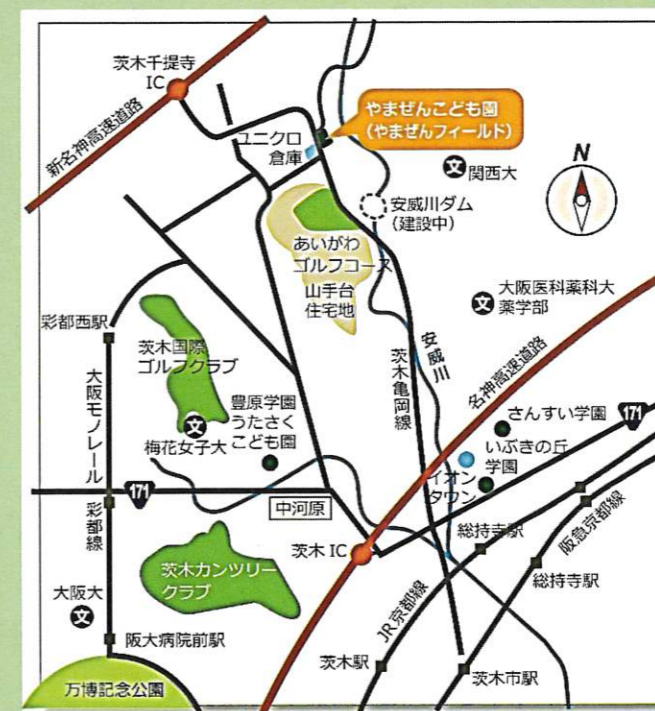 茨木千提寺
IC
新名神高速道路
ユニクロ
倉庫
やまぜんこども園
(やまぜんフィールド)
関西大
N
安威川ダム
(建設中)
あいがわ
ゴルフコース
山手台
住宅地
大阪医科薬科大
薬学部
彩都西駅
茨木国際
ゴルフクラブ
安威川
茨木亀岡線
名神高速道路
大阪モノレール
彩都線
豊原学園
うたさく
こども園
文
梅花女子大
さんすい学園
171
いぶきの丘
学園
イオン
タウン
171
中河原
茨木 IC
総持寺駅
阪急京都線
茨木カンツリー
クラブ
総持寺駅
大阪大
文
JR京都線
阪大病院前駅
茨木駅
茨木市駅
万博記念公園
文
文